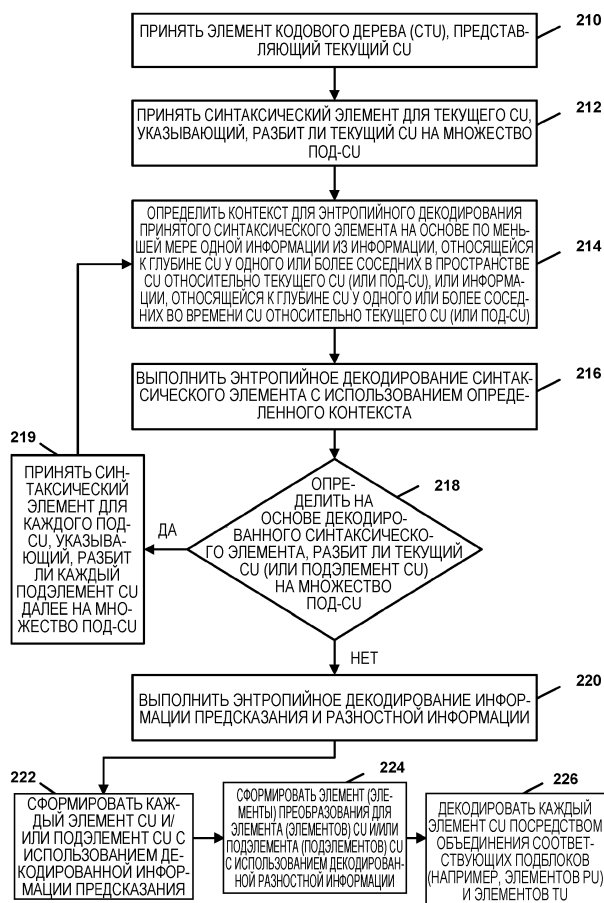 ПРИНЯТЬ ЭЛЕМЕНТ КОДОВОГО ДЕРЕВА (CTU), ПРЕДСТАВ-
ЛЯЮЩИЙ ТЕКУЩИЙ CU
210
ПРИНЯТЬ СИНТАКСИЧЕСКИЙ ЭЛЕМЕНТ ДЛЯ ТЕКУЩЕГО CU,
УКАЗЫВАЮЩИЙ, РАЗБИТ ЛИ ТЕКУЩИЙ CU НА МНОЖЕСТВО
ПОД-CU
212
ОПРЕДЕЛИТЬ КОНТЕКСТ ДЛЯ ЭНТРОПИЙНОГО ДЕКОДИРОВАНИЯ
ПРИНЯТОГО СИНТАКСИЧЕСКОГО ЭЛЕМЕНТА НА ОСНОВЕ ПО МЕНЬ-
ШЕЙ МЕРЕ ОДНОЙ ИНФОРМАЦИИ ИЗ ИНФОРМАЦИИ, ОТНОСЯЩЕЙСЯ
К ГЛУБИНЕ CU У ОДНОГО ИЛИ БОЛЕЕ СОСЕДНИХ В ПРОСТРАНСТВЕ
CU ОТНОСИТЕЛЬНО ТЕКУЩЕГО CU (ИЛИ ПОД-CU), ИЛИ ИНФОРМА-
ЦИИ, ОТНОСЯЩЕЙСЯ К ГЛУБИНЕ CU У ОДНОГО ИЛИ БОЛЕЕ СОСЕД-
НИХ ВО ВРЕМЕНИ CU ОТНОСИТЕЛЬНО ТЕКУЩЕГО CU (ИЛИ ПОД-CU)
214
ВЫПОЛНИТЬ ЭНТРОПИЙНОЕ ДЕКОДИРОВАНИЕ СИНТАК-
СИЧЕСКОГО ЭЛЕМЕНТА С ИСПОЛЬЗОВАНИЕМ ОПРЕДЕ-
ЛЕННОГО КОНТЕКСТА
216
219
ПРИНЯТЬ СИН-
ТАКСИЧЕСКИЙ
ЭЛЕМЕНТ ДЛЯ
КАЖДОГО ПОД-
CU, УКАЗЫВА-
ЮЩИЙ, РАЗБИТ
ЛИ КАЖДЫЙ
ПОДЭЛЕМЕНТ CU
ДАЛЕЕ НА МНО-
ЖЕСТВО ПОД-CU
ДА
ОПРЕ-
ДЕЛИТЬ НА
ОСНОВЕ ДЕКОДИРО-
ВАННОГО СИНТАКСИЧЕСКО-
ГО ЭЛЕМЕНТА, РАЗБИТ ЛИ ТЕКУЩИЙ
CU (ИЛИ ПОДЭЛЕМЕНТ CU)
НА МНОЖЕСТВО
ПОД-CU
218
НЕТ
ВЫПОЛНИТЬ ЭНТРОПИЙНОЕ ДЕКОДИРОВАНИЕ ИНФОР-
МАЦИИ ПРЕДСКАЗАНИЯ И РАЗНОСТНОЙ ИНФОРМАЦИИ
220
222
СФОРМИРОВАТЬ КАЖ-
ДЫЙ ЭЛЕМЕНТ CU И/
ИЛИ ПОДЭЛЕМЕНТ CU С
ИСПОЛЬЗОВАНИЕМ ДЕ-
КОДИРОВАННОЙ ИНФОР-
МАЦИИ ПРЕДСКАЗАНИЯ
224
СФОРМИРОВАТЬ ЭЛЕМЕНТ (ЭЛЕ-
МЕНТЫ) ПРЕОБРАЗОВАНИЯ ДЛЯ
ЭЛЕМЕНТА (ЭЛЕМЕНТОВ) CU И/ИЛИ
ПОДЭЛЕМЕНТА (ПОДЭЛЕМЕНТОВ) CU
С ИСПОЛЬЗОВАНИЕМ ДЕКОДИРОВАН-
НОЙ РАЗНОСТНОЙ ИНФОРМАЦИИ
226
ДЕКОДИРОВАТЬ КАЖДЫЙ
ЭЛЕМЕНТ CU ПОСРЕДСТВОМ
ОБЪЕДИНЕНИЯ СООТВЕТ-
СТВУЮЩИХ ПОДБЛОКОВ
(НАПРИМЕР, ЭЛЕМЕНТОВ PU)
И ЭЛЕМЕНТОВ TU